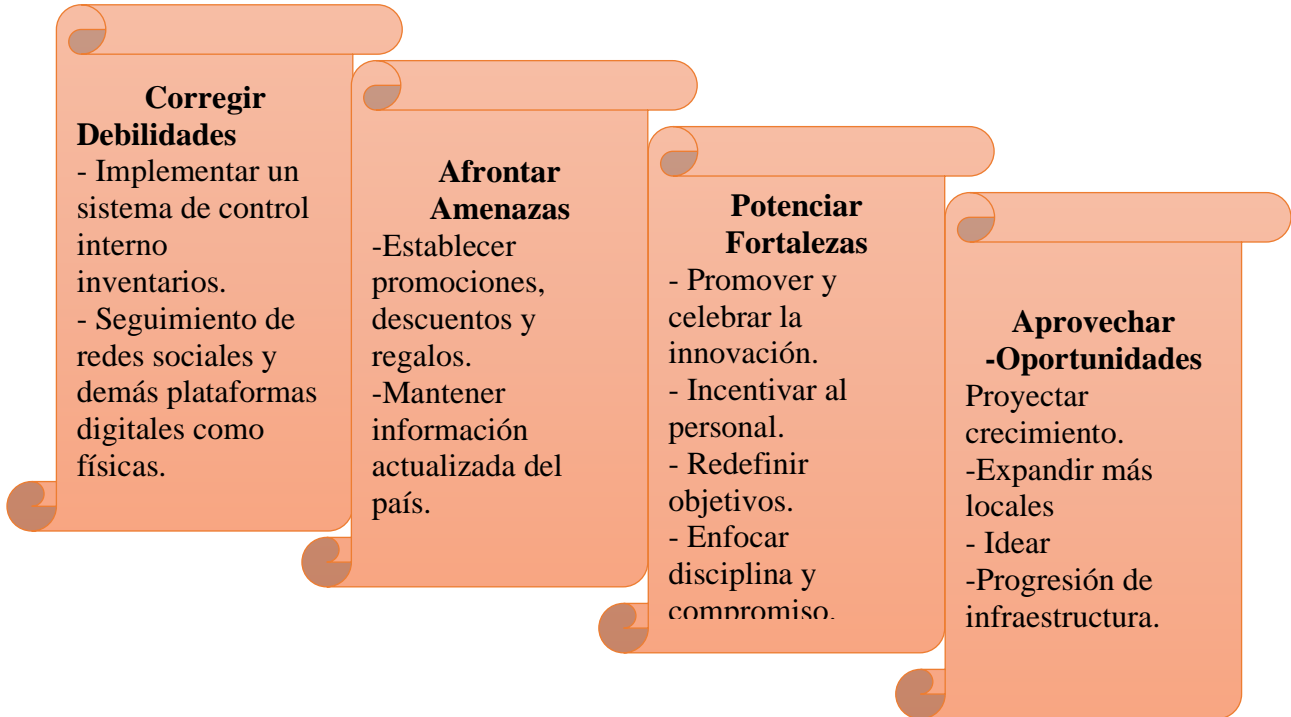 Corregir
Debilidades
- Implementar un
sistema de control
interno
inventarios.
- Seguimiento de
redes sociales y
demás plataformas
digitales como
físicas.
Afrontar
Amenazas
-Establecer
promociones,
descuentos y
regalos.
-Mantener
información
actualizada del
país.
Potenciar
Fortalezas
- Promover y
celebrar la
innovación.
- Incentivar al
personal.
- Redefinir
objetivos.
- Enfocar
disciplina y
compromiso.
Aprovechar
-Oportunidades
Proyectar
crecimiento.
-Expandir más
locales
- Idear
-Progresión de
infraestructura.